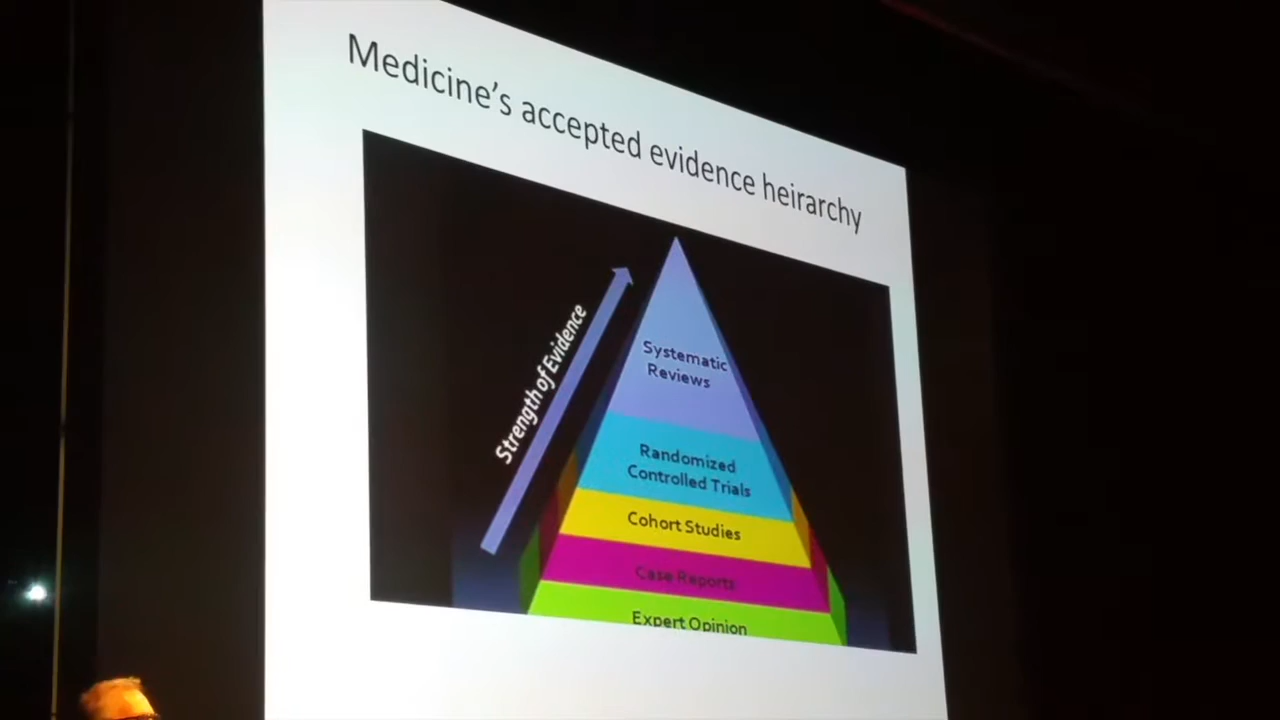 Medicine's accepted evidence heirarchy
Strength of Evidence
Systematic
Reviews
Randomized
Controlled Trials
Cohort Studies
Case Reports
Expert Opinion